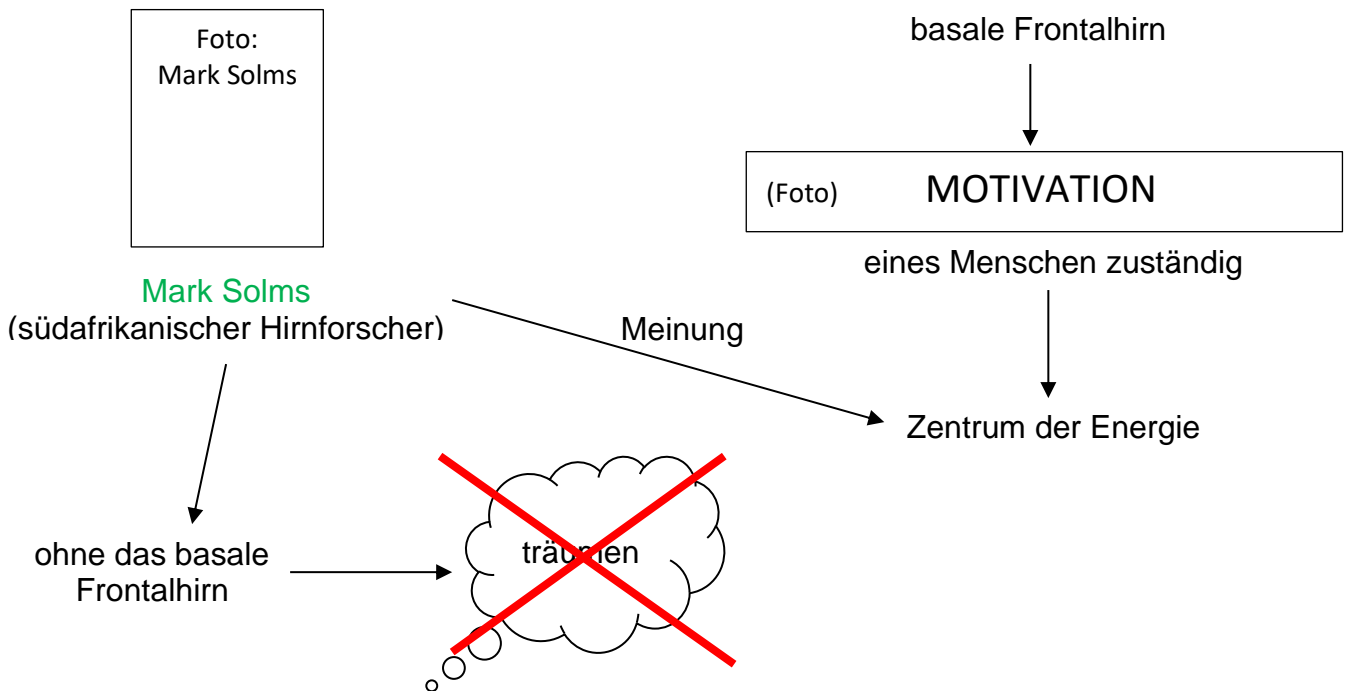 Foto:
Mark Solms
basale Frontalhirn
(Foto) MOTIVATION
eines Menschen zuständig
Mark Solms
(südafrikanischer Hirnforscher)
Meinung
Zentrum der Energie
träumen
ohne das basale
Frontalhirn